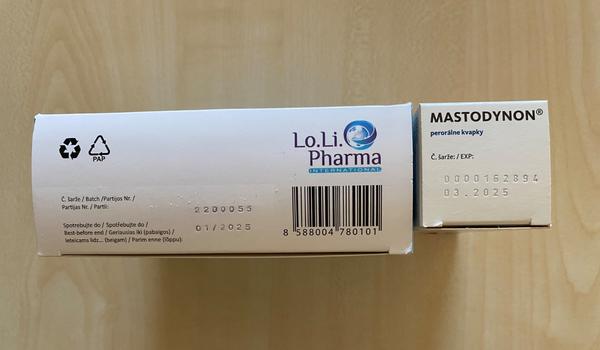 PAP
Lo.Li.
Pharma
INTERNATIONAL
Č. šarže / Batch /Partijos Nr. /
Partijas Nr. / Partii:
2200055
Spotrebujte do / Spotřebujte do /
Best-before end / Geriausias iki (pabaigos) /
Ieteicams līdz... (beigām) / Parim enne (lõppu):
01/2025
8 588004 780101
MASTODYNON®
perorálne kvapky
Č. šarže: / EXP:
0000162894
03.2025